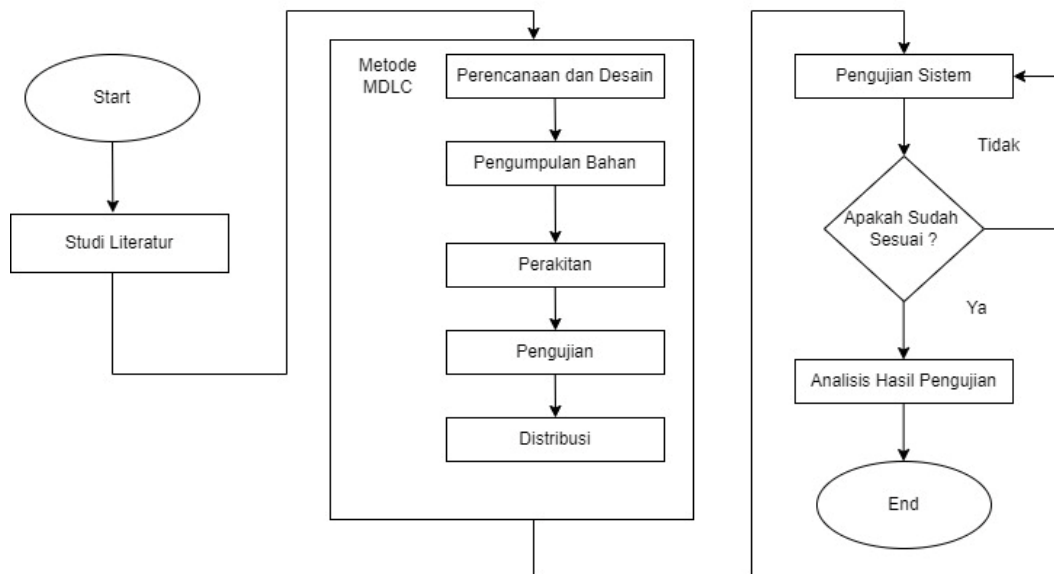 Start
Studi Literatur
Metode
MDLC
Perencanaan dan Desain
Pengumpulan Bahan
Perakitan
Pengujian
Distribusi
Pengujian Sistem
Tidak
Apakah Sudah
Sesuai ?
Ya
Analisis Hasil Pengujian
End